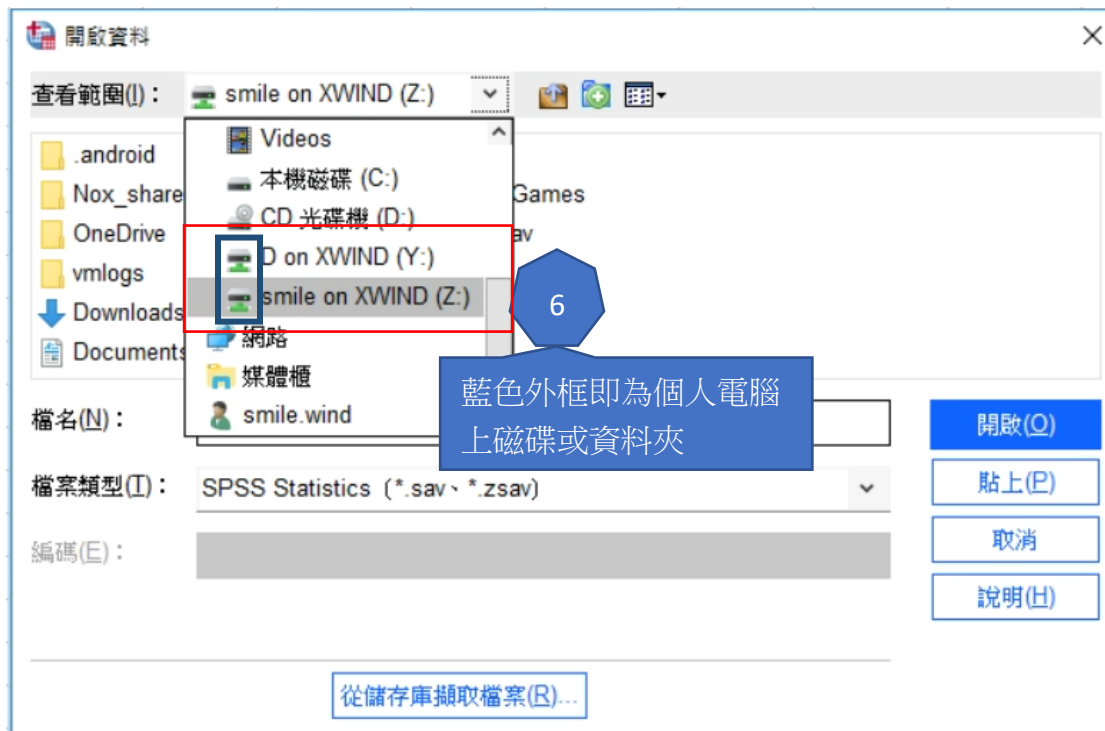 開啟資料
查看範圍(I)： smile on XWIND (Z:)
.android
Nox_share
OneDrive
vmlogs
Downloads
Documents
Games
av
Videos
本機磁碟 (C:)
CD 光碟機 (D:)
D on XWIND (Y:)
smile on XWIND (Z:)
網路
媒體櫃
smile.wind
6
藍色外框即為個人電腦
上磁碟或資料夾
檔名(N)：
檔案類型(T)： SPSS Statistics (*.sav、*.zsav)
編碼(E)：
開啟(O)
貼上(P)
取消
說明(H)
從儲存庫擷取檔案(R)...